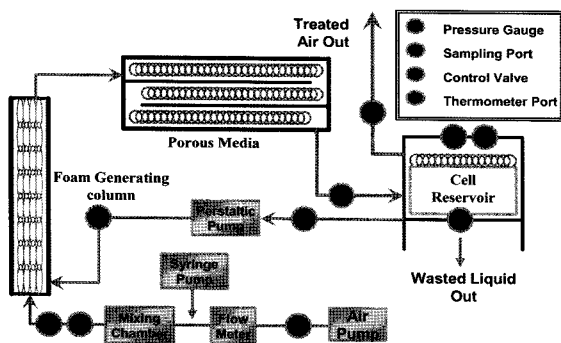 Treated
Air Out
Pressure Gauge
Sampling Port
Control Valve
Thermometer Port
Porous Media
Foam Generating
column
Cell
Reservoir
Perstaltic
Pump
Wasted Liquid
Out
Syringe
Pump
Mixing
Chamber
Flow
Meter
Air
Pump